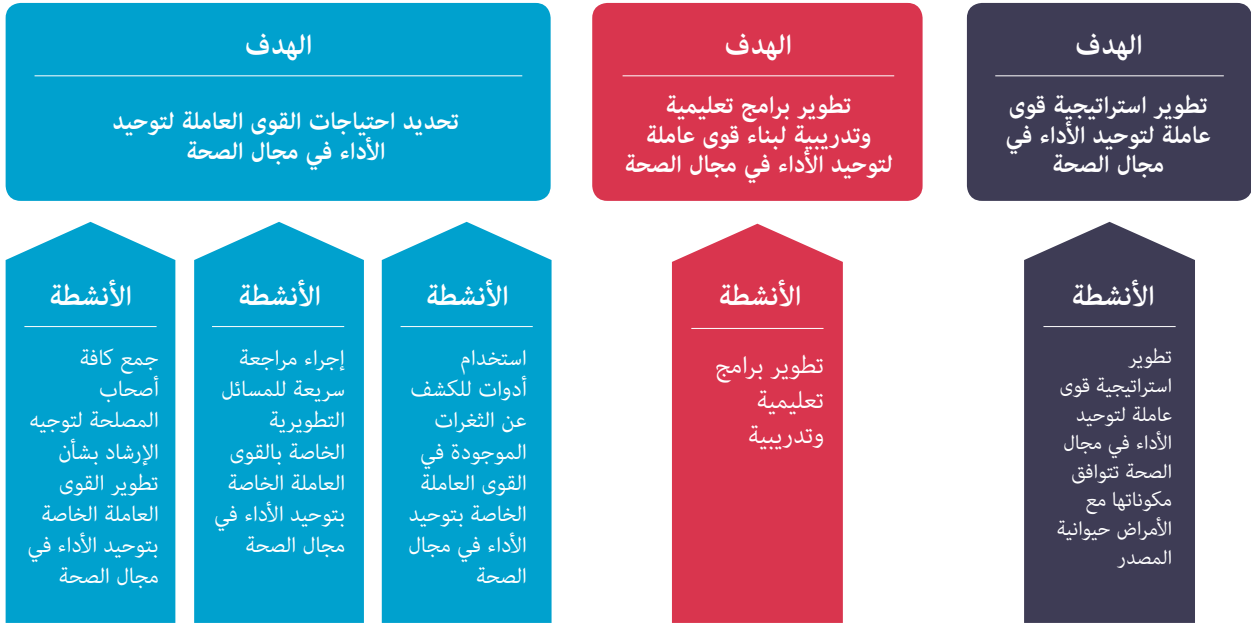 الهدف
تطوير استراتيجية قوى
عاملة لتوحيد الأداء في
مجال الصحة
الهدف
تطوير برامج تعليمية
وتدريبية لبناء قوى عاملة
لتوحيد الأداء في مجال الصحة
الهدف
تحديد احتياجات القوى العاملة لتوحيد
الأداء في مجال الصحة
الأنشطة
تطوير
استراتيجية قوى
عاملة لتوحيد
الأداء في مجال
الصحة تتوافق
مكوناتها مع
الأمراض حيوانية
المصدر
الأنشطة
تطوير برامج
تعليمية
وتدريبية
الأنشطة
استخدام
أدوات للكشف
عن الثغرات
الموجودة في
القوى العاملة
الخاصة بتوحيد
الأداء في مجال
الصحة
الأنشطة
إجراء مراجعة
سريعة للمسائل
التطويرية
الخاصة بالقوى
العاملة الخاصة
بتوحيد الأداء في
مجال الصحة
الأنشطة
جمع كافة
أصحاب
المصلحة لتوجيه
الإرشاد بشأن
تطوير القوى
العاملة الخاصة
بتوحيد الأداء في
مجال الصحة